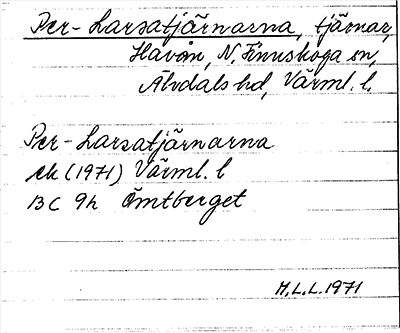 Per-Larsatjärnarna, tjärnar,
Havån, N. Finnskoga sn,
Älvdals hd, Värml. l.
Per-Larsatjärnarna
ek (1971) Värml. l
13C 9h Ömtberget
M.L.L. 1971